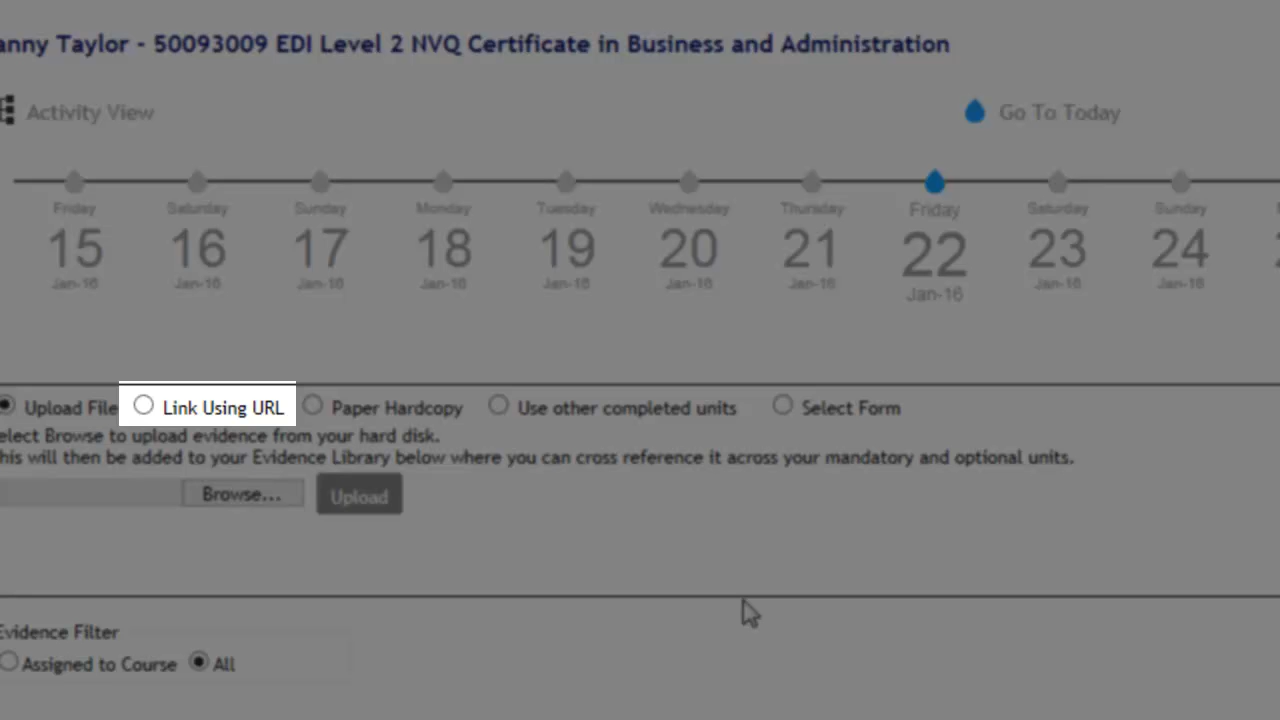 anny Taylor - 50093009 EDI Level 2 NVQ Certificate in Business and Administration
Activity View
Go To Today
Friday Saturday Sunday Monday Tuesday Wednesday Thursday Friday Saturday Sunday
15 16 17 18 19 20 21 22 23 24
Jan-16 Jan-16 Jan-16 Jan-16 Jan-16 Jan-16 Jan-16 Jan-16 Jan-16 Jan-16
Upload File Link Using URL Paper Hardcopy Use other completed units Select Form
elect Browse to upload evidence from your hard disk.
his will then be added to your Evidence Library below where you can cross reference it across your mandatory and optional units.
Browse... Upload
Evidence Filter
Assigned to Course All